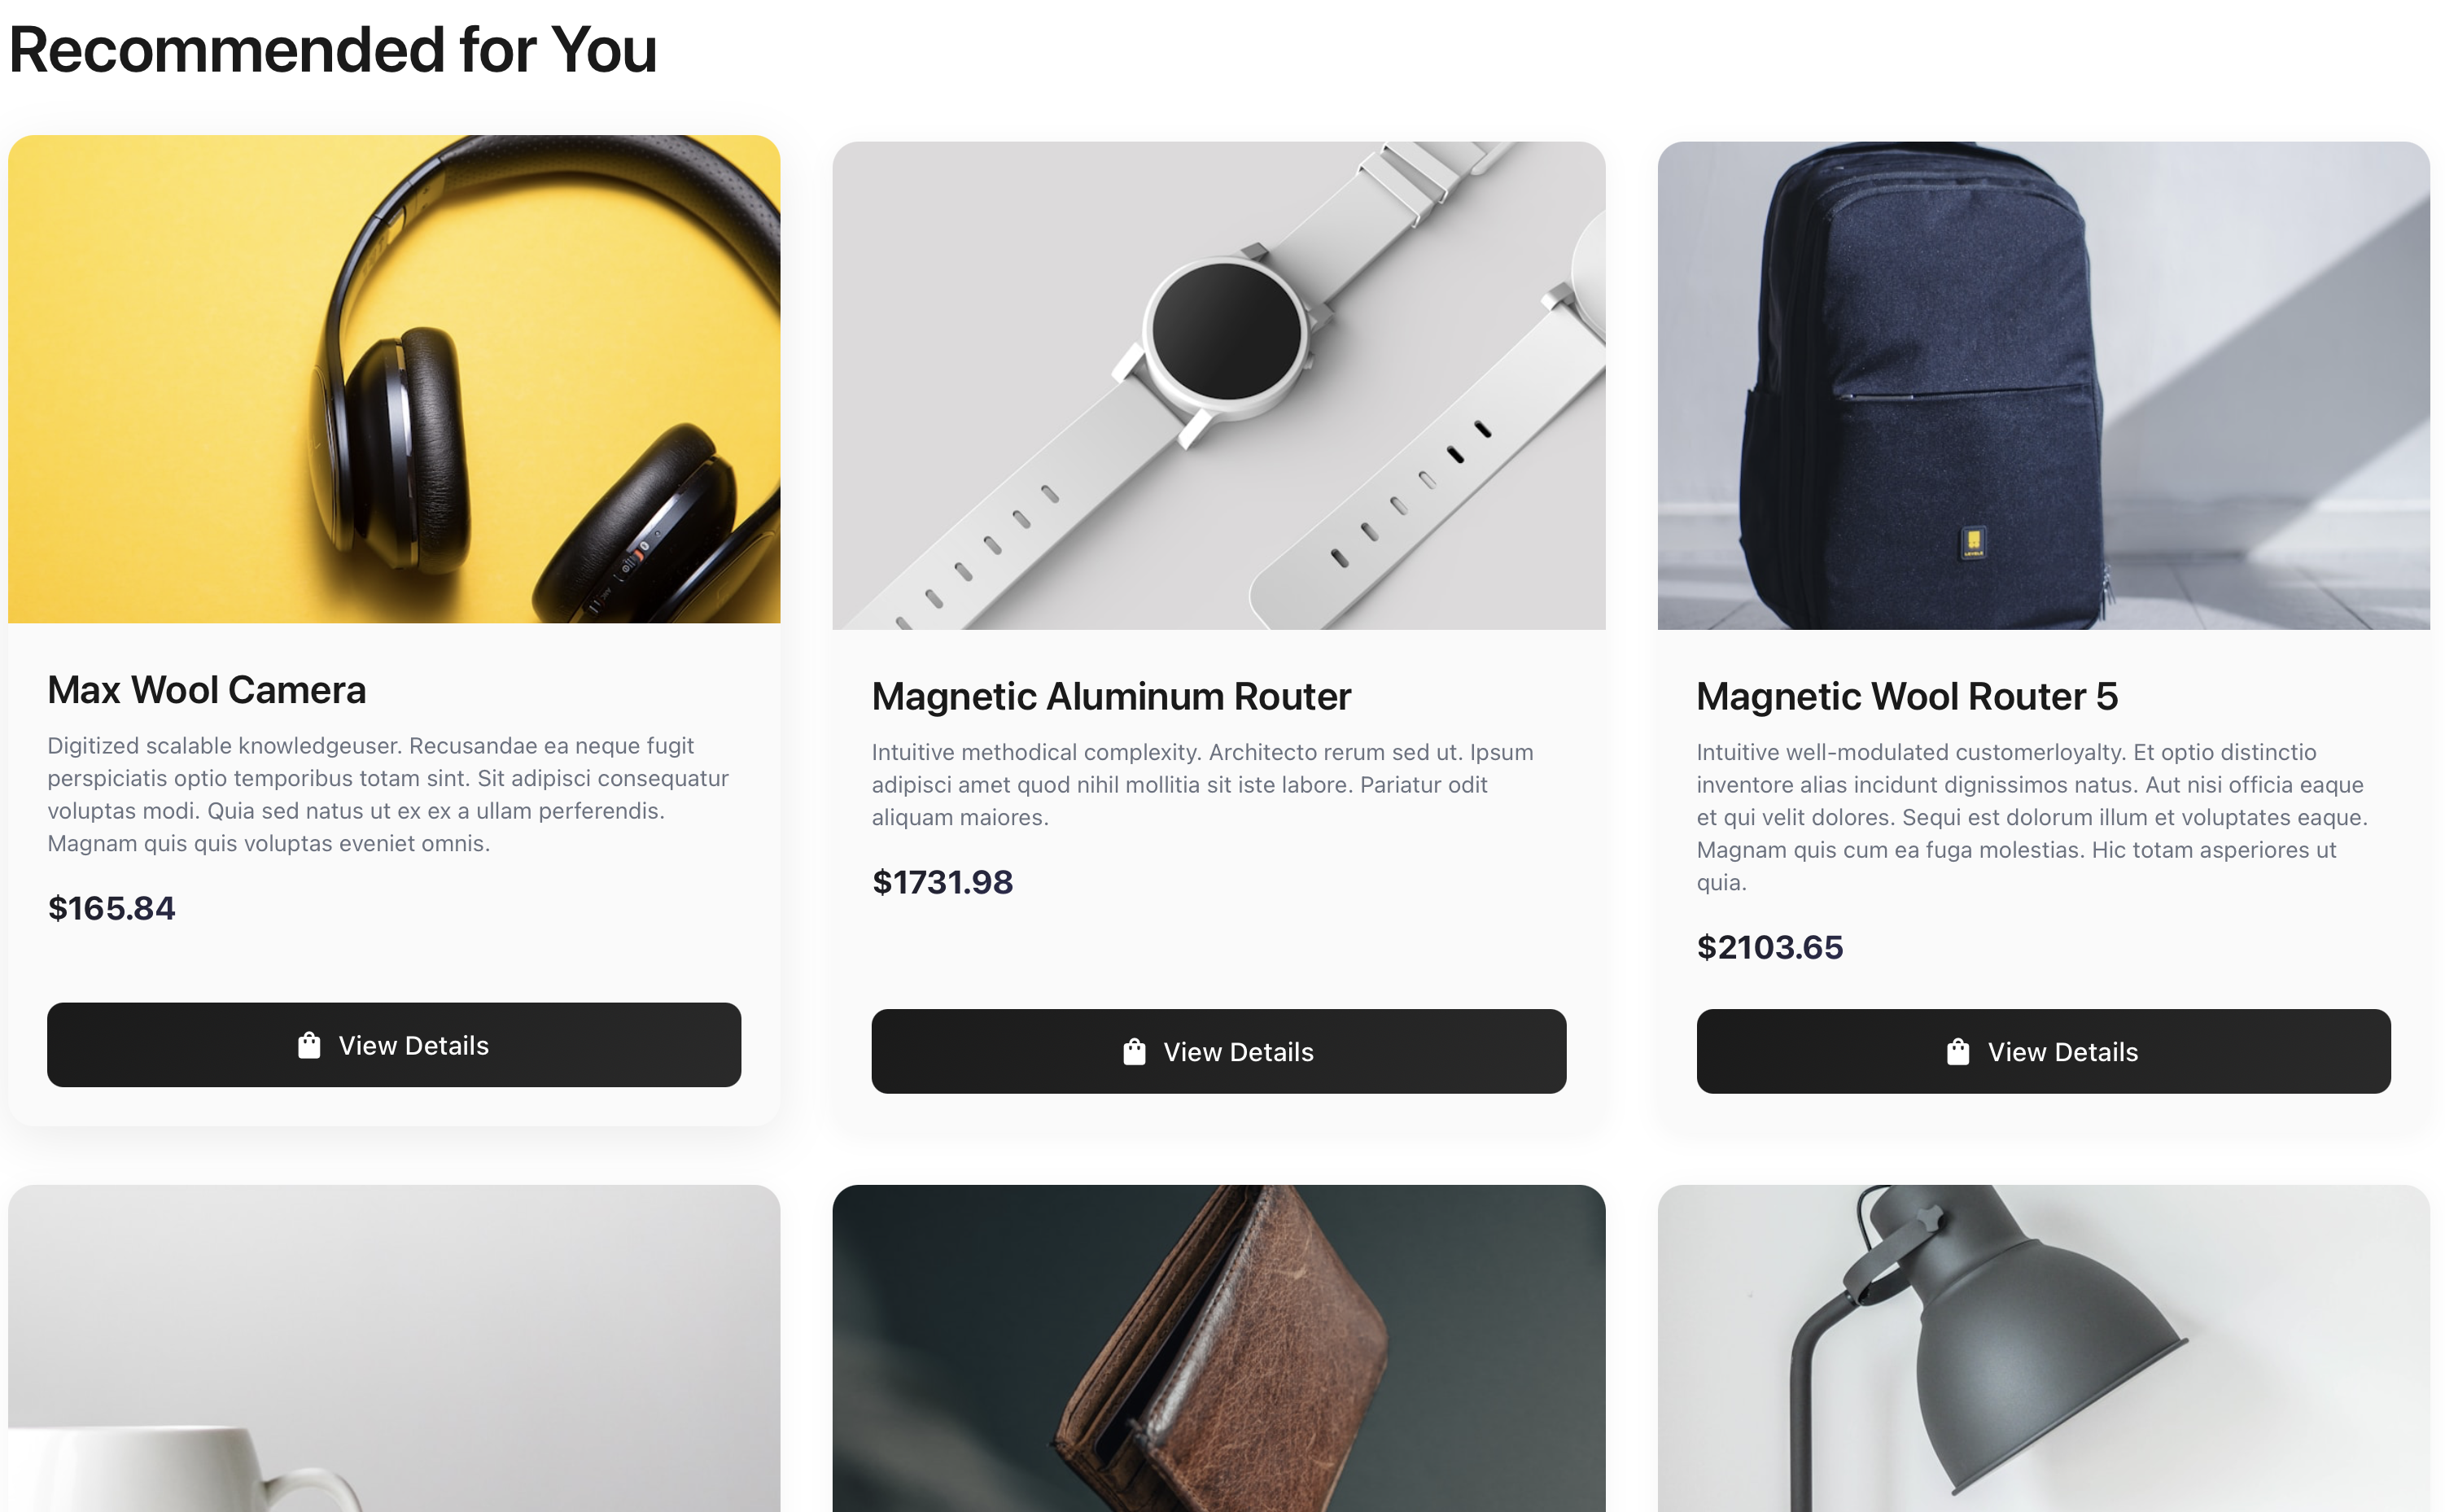 Recommended for You
Max Wool Camera
Digitized scalable knowledgeuser. Recusandae ea neque fugit
perspiciatis optio temporibus totam sint. Sit adipisci consequatur
voluptas modi. Quia sed natus ut ex ex a ullam perferendis.
Magnam quis quis voluptas eveniet omnis.
$165.84
View Details
Magnetic Aluminum Router
Intuitive methodical complexity. Architecto rerum sed ut. Ipsum
adipisci amet quod nihil mollitia sit iste labore. Pariatur odit
aliquam maiores.
$1731.98
View Details
Magnetic Wool Router 5
Intuitive well-modulated customerloyalty. Et optio distinctio
inventore alias incidunt dignissimos natus. Aut nisi officia eaque
et qui velit dolores. Sequi est dolorum illum et voluptates eaque.
Magnam quis cum ea fuga molestias. Hic totam asperiores ut
quia.
$2103.65
View Details